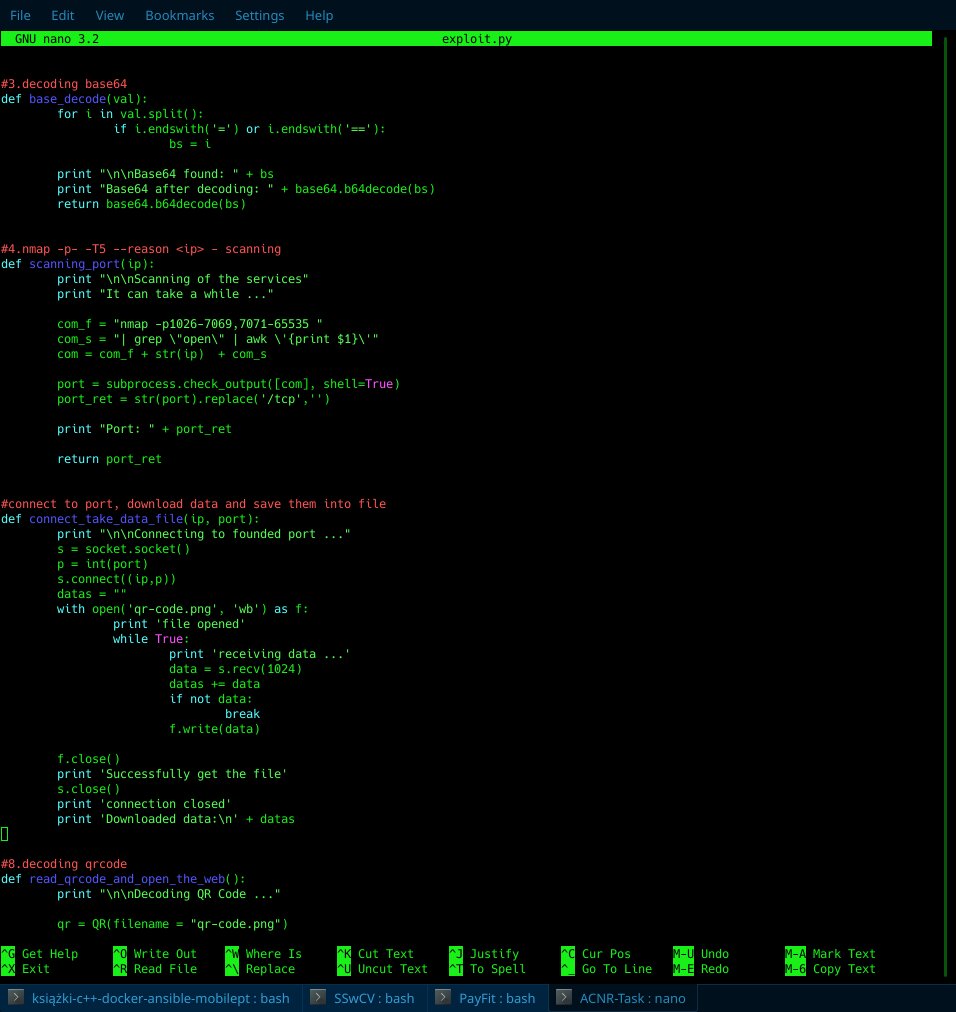 File Edit View Bookmarks Settings Help
GNU nano 3.2 exploit.py
#3.decoding base64
def base_decode(val):
for i in val.split():
if i.endswith('=') or i.endswith('=='):
bs = i
print "\n\nBase64 found: " + bs
print "Base64 after decoding: " + base64.b64decode(bs)
return base64.b64decode(bs)
#4.nmap -p- -T5 --reason <ip> - scanning
def scanning_port(ip):
print "\n\nScanning of the services"
print "It can take a while ..."
com_f = "nmap -p1026-7069,7071-65535 "
com_s = "| grep \"open\" | awk \'{print $1}\'"
com = com_f + str(ip)  + com_s
port = subprocess.check_output([com], shell=True)
port_ret = str(port).replace('/tcp','')
print "Port: " + port_ret
return port_ret
#connect to port, download data and save them into file
def connect_take_data_file(ip, port):
print "\n\nConnecting to founded port ..."
s = socket.socket()
p = int(port)
s.connect((ip,p))
datas = ""
with open('qr-code.png', 'wb') as f:
print 'file opened'
while True:
print 'receiving data ...'
data = s.recv(1024)
datas += data
if not data:
break
f.write(data)
f.close()
print 'Successfully get the file'
s.close()
print 'connection closed'
print 'Downloaded data:\n' + datas
#8.decoding qrcode
def read_qrcode_and_open_the_web():
print "\n\nDecoding QR Code ..."
qr = QR(filename = "qr-code.png")
^G Get Help ^O Write Out ^W Where Is ^K Cut Text ^J Justify ^C Cur Pos M-U Undo M-A Mark Text
^X Exit ^R Read File ^\ Replace ^U Uncut Text ^T To Spell ^_ Go To Line M-E Redo M-6 Copy Text
książki-c++-docker-ansible-mobilept : bash SSwCV : bash PayFit : bash ACNR-Task : nano